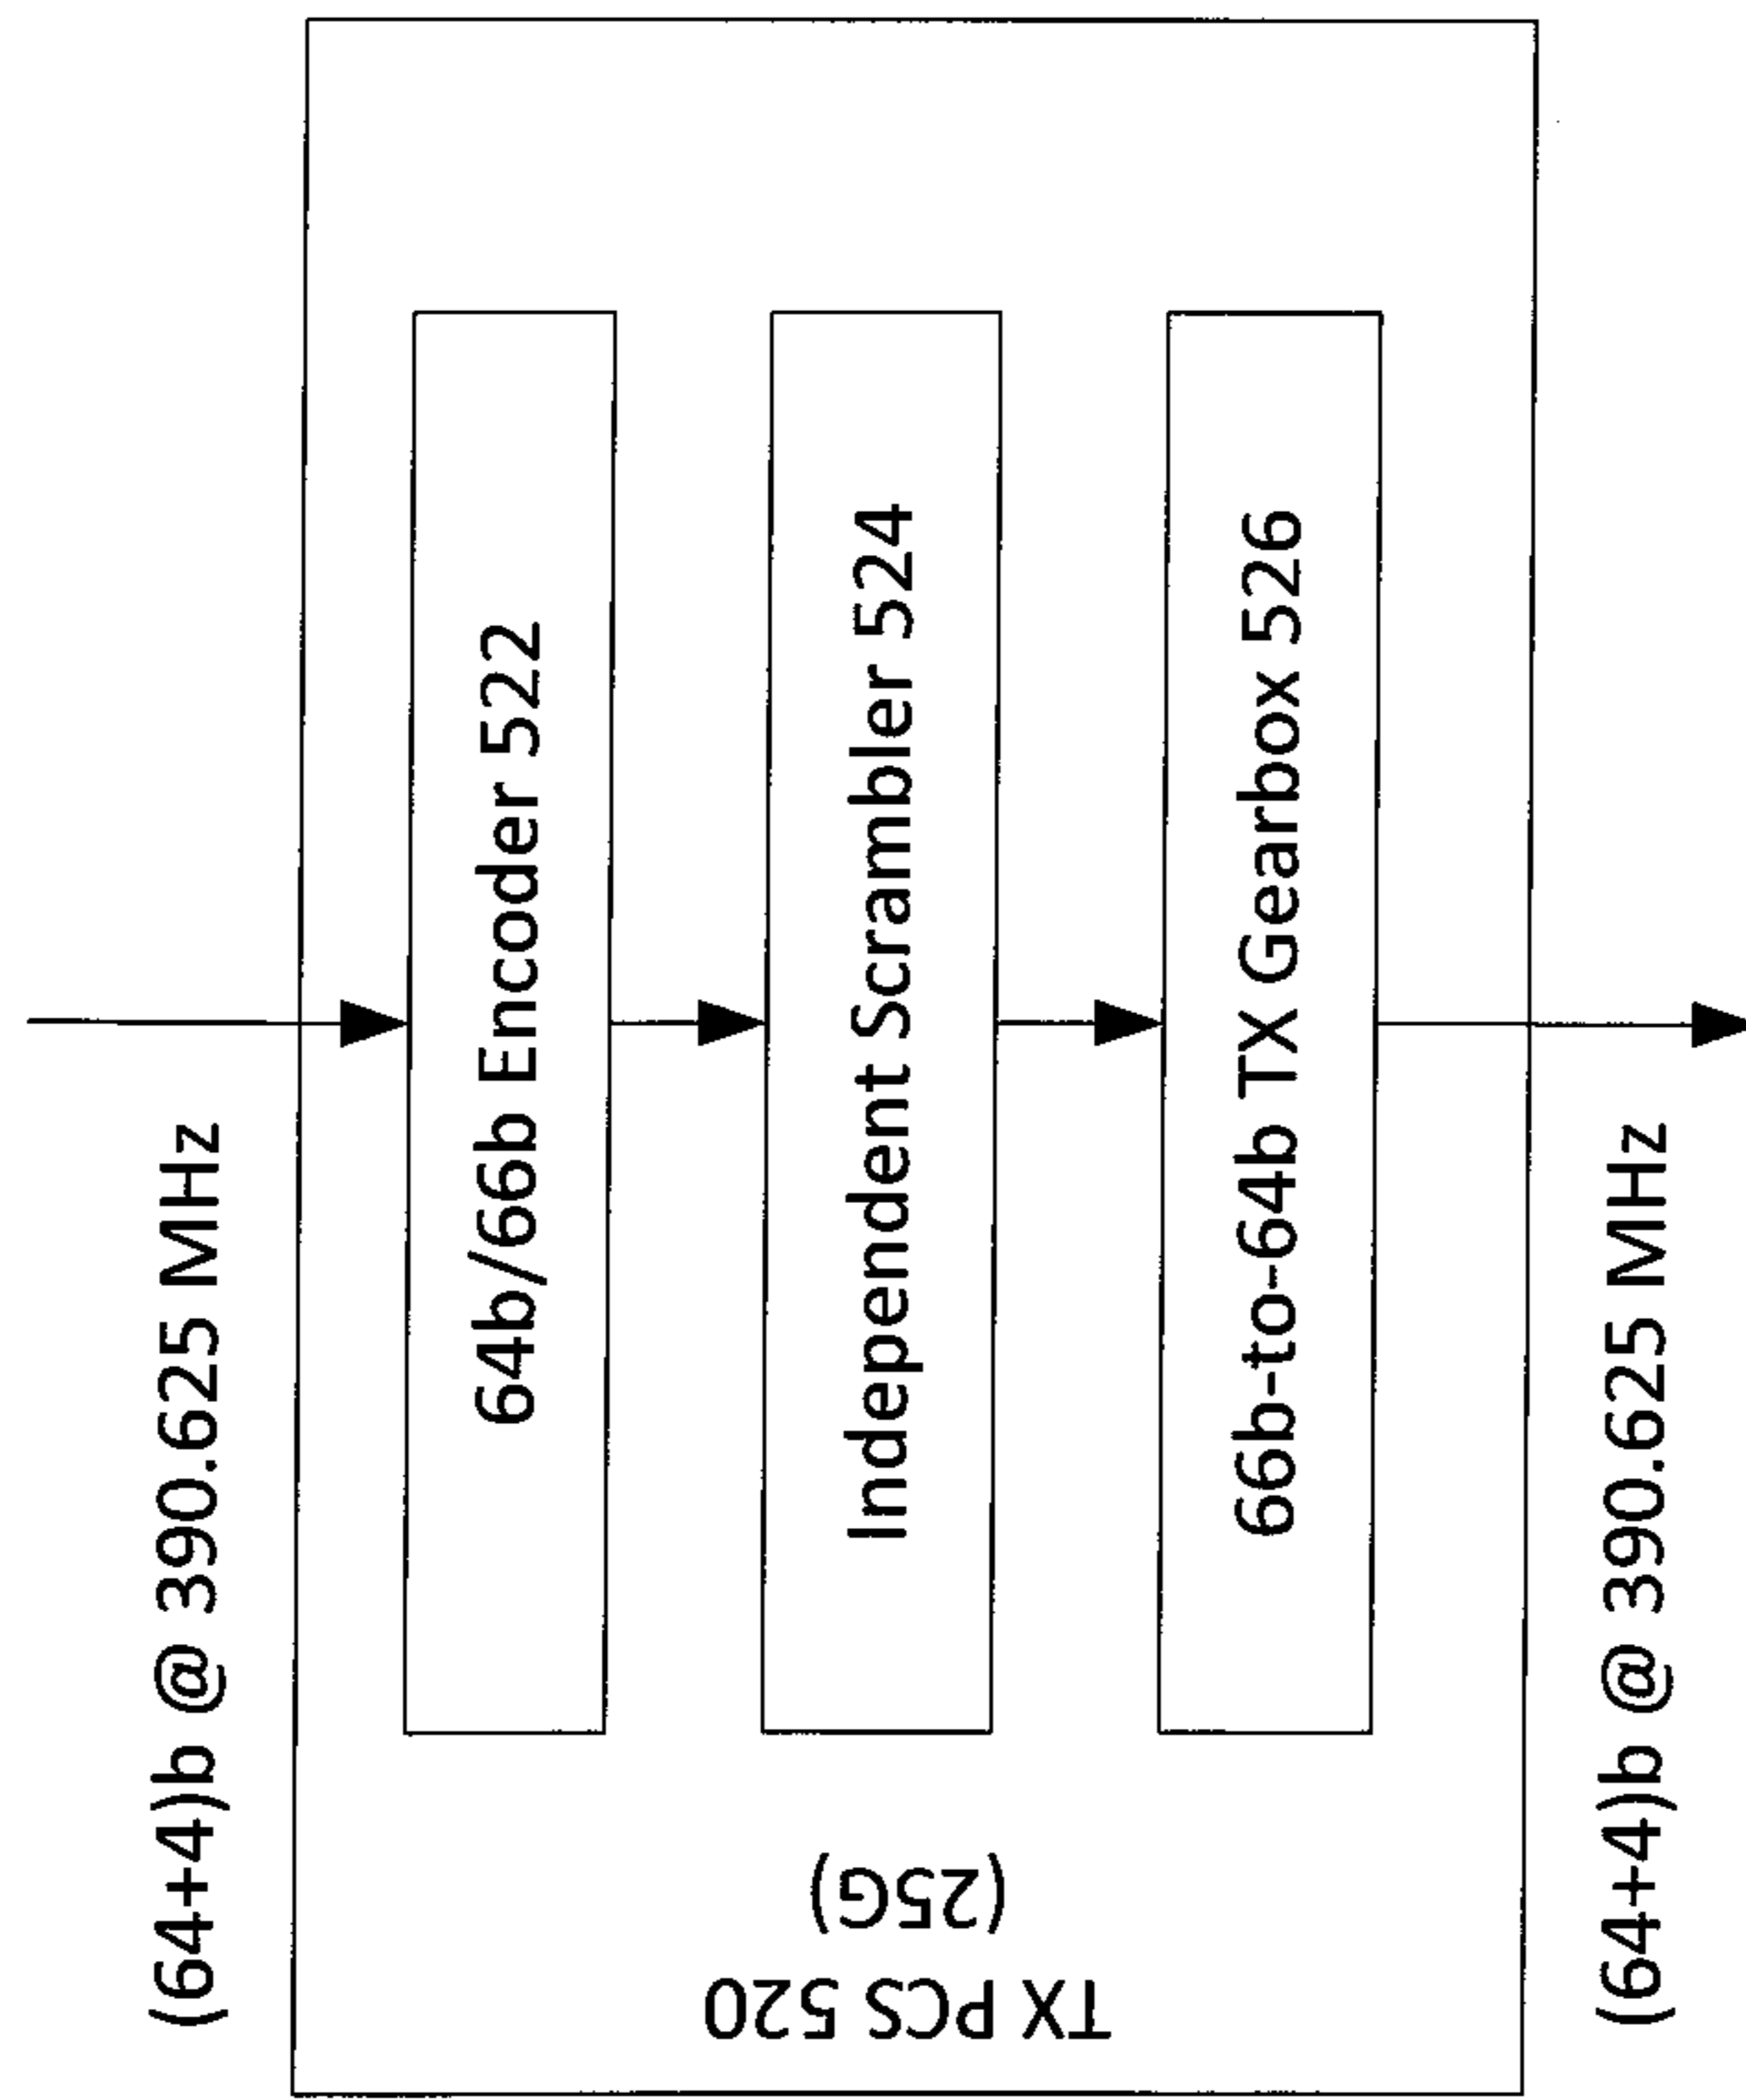 (64+4)b @ 390.625 MHz
64b/66b Encoder 522
Independent Scrambler 524
66b-to-64b TX Gearbox 526
TX PCS 520
(25G)
(64+4)b @ 390.625 MHz